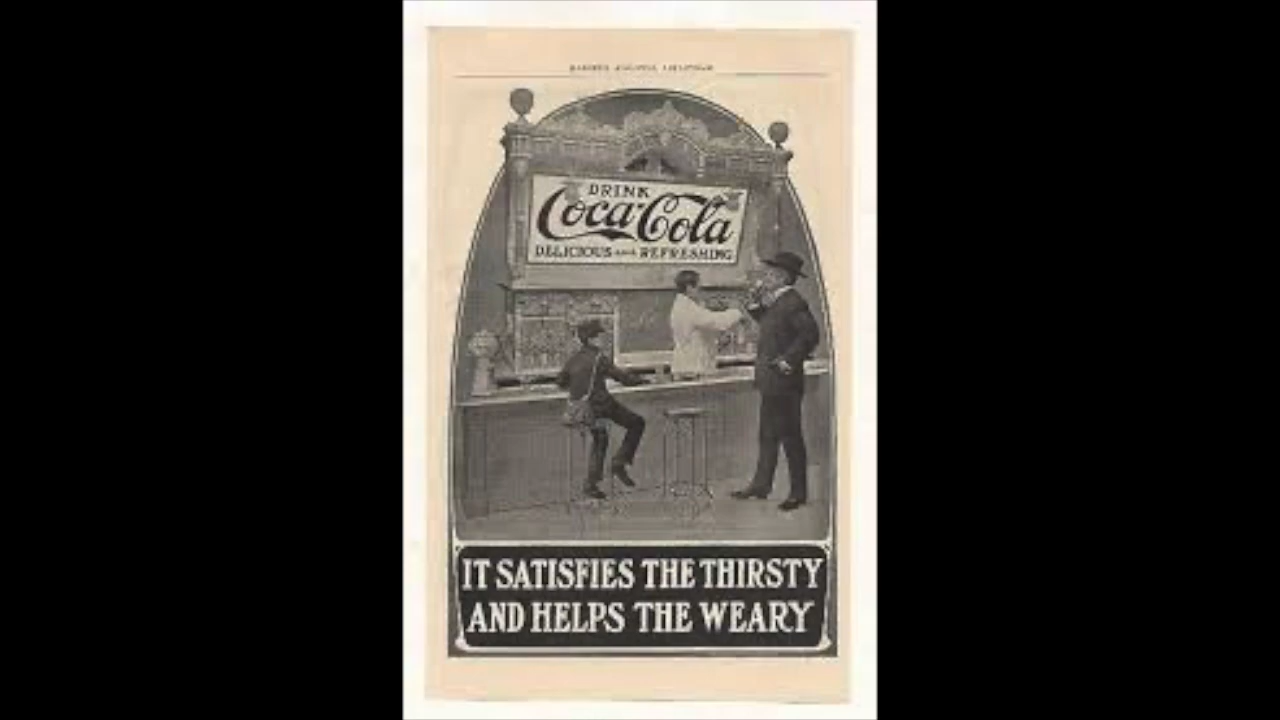 DRINK
Coca-Cola
DELICIOUS AND REFRESHING
IT SATISFIES THE THIRSTY
AND HELPS THE WEARY